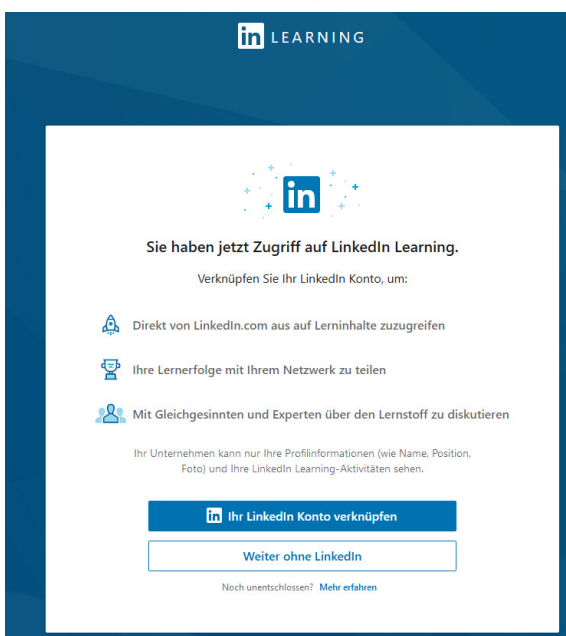 in LEARNING
in
Sie haben jetzt Zugriff auf LinkedIn Learning.
Verknüpfen Sie Ihr LinkedIn Konto, um:
Direkt von LinkedIn.com aus auf Lerninhalte zuzugreifen
Ihre Lernerfolge mit Ihrem Netzwerk zu teilen
Mit Gleichgesinnten und Experten über den Lernstoff zu diskutieren
Ihr Unternehmen kann nur Ihre Profilinformationen (wie Name, Position,
Foto) und Ihre LinkedIn Learning-Aktivitäten sehen.
in Ihr LinkedIn Konto verknüpfen
Weiter ohne LinkedIn
Noch unentschlossen? Mehr erfahren